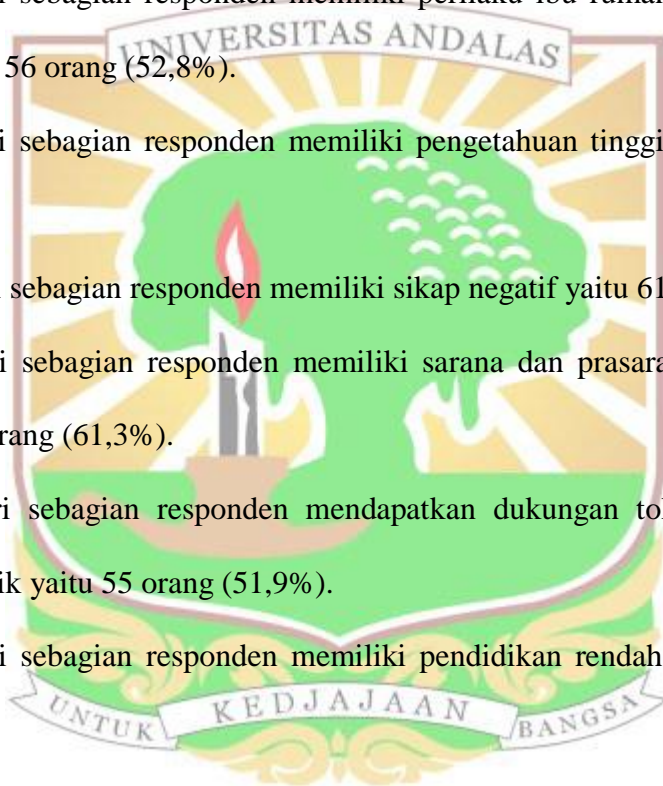 i sebagian responden memiliki perilaku ibu rumah
UNIVERSITAS ANDALAS
56 orang (52,8%).
i sebagian responden memiliki pengetahuan tinggi
sebagian responden memiliki sikap negatif yaitu 61
i sebagian responden memiliki sarana dan prasara
rang (61,3%).
ri sebagian responden mendapatkan dukungan to
ik yaitu 55 orang (51,9%).
i sebagian responden memiliki pendidikan rendah
UNTUK KEDJAJAAN BANGSA